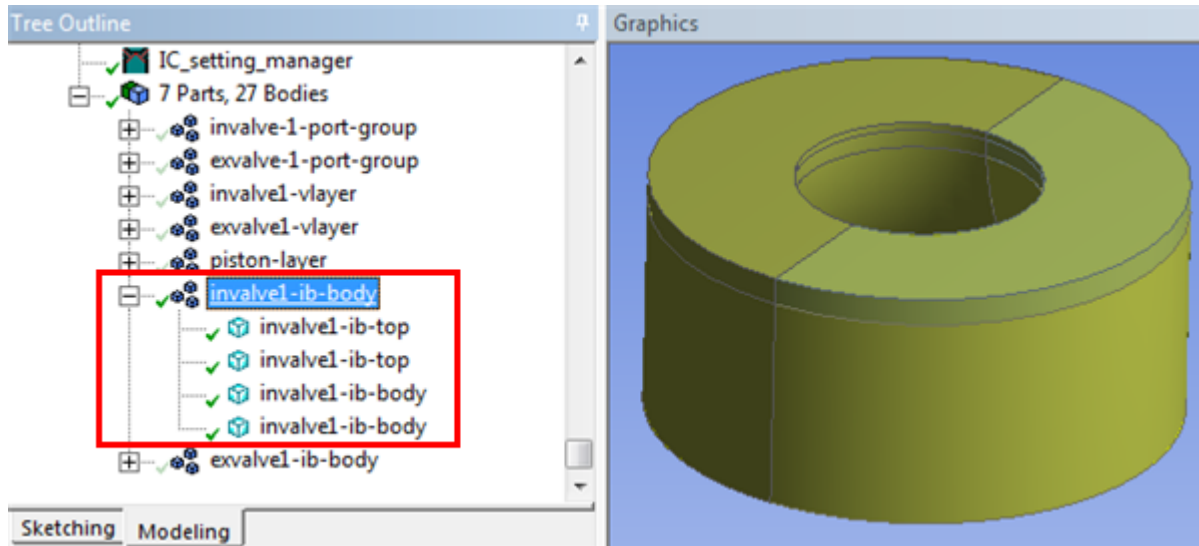 Tree Outline
Graphics
IC_setting_manager
7 Parts, 27 Bodies
invalve-1-port-group
exvalve-1-port-group
invalve1-vlayer
exvalve1-vlayer
piston-layer
invalve1-ib-body
invalve1-ib-top
invalve1-ib-top
invalve1-ib-body
invalve1-ib-body
exvalve1-ib-body
Sketching Modeling